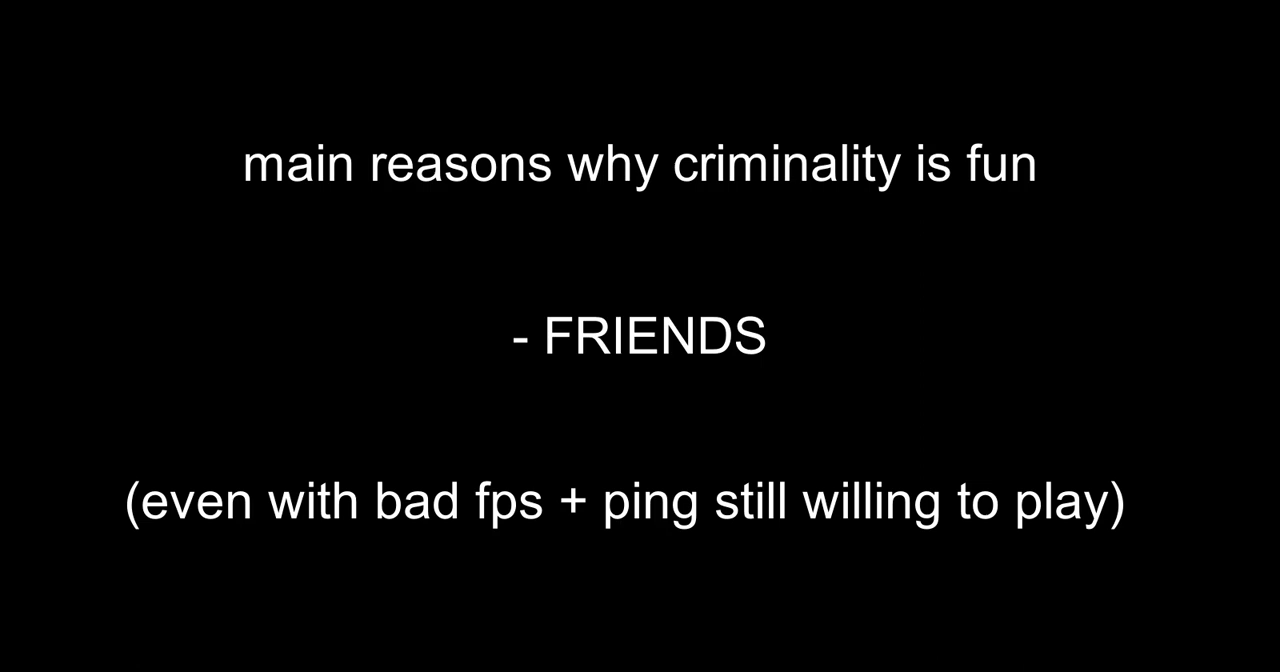 main reasons why criminality is fun
- FRIENDS
(even with bad fps + ping still willing to play)